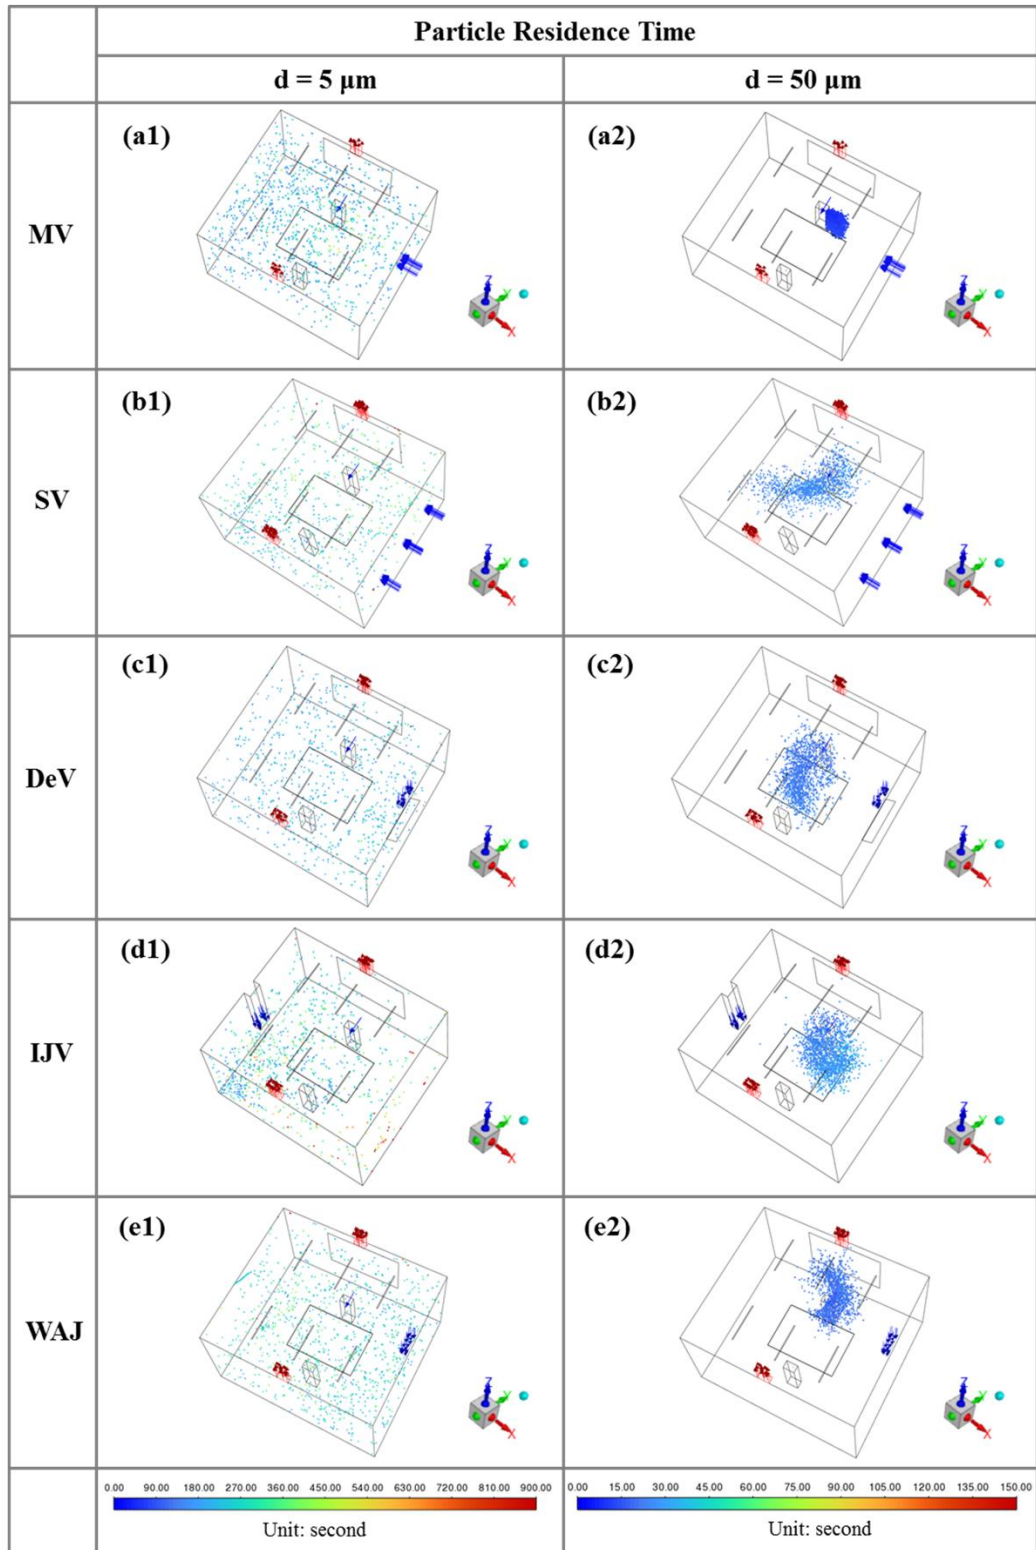 Particle Residence Time
d = 5 μm
d = 50 μm
MV
(a1)
Z
Y
X
(a2)
Z
Y
X
SV
(b1)
Z
Y
X
(b2)
Z
Y
X
DeV
(c1)
Z
Y
X
(c2)
Z
Y
X
IJV
(d1)
Z
Y
X
(d2)
Z
Y
X
WAJ
(e1)
Z
Y
X
(e2)
Z
Y
X
0.00 90.00 180.00 270.00 360.00 450.00 540.00 630.00 720.00 810.00 900.00
Unit: second
0.00 15.00 30.00 45.00 60.00 75.00 90.00 105.00 120.00 135.00 150.00
Unit: second